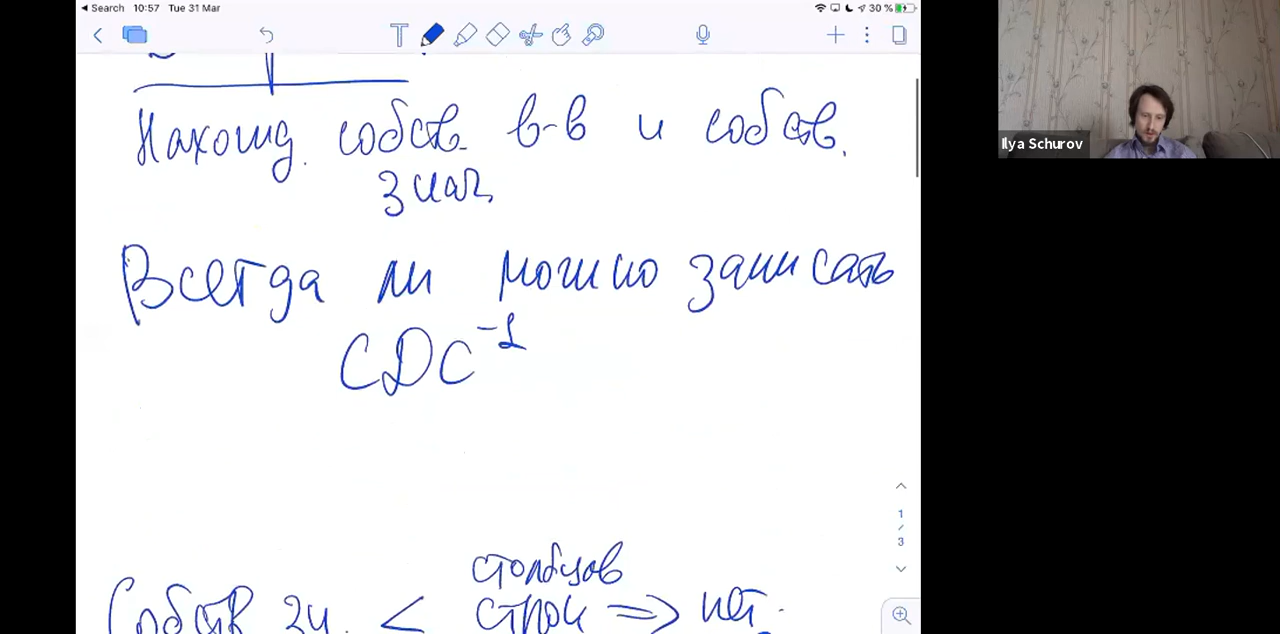 Search 10:57 Tue 31 Mar 30 %
T
Находд. собств. в-в и собств.
знач.
Всегда ли можно записать
CDC⁻¹
1
/
3
столбцов
Собств зн. < строк => нет.
Ilya Schurov